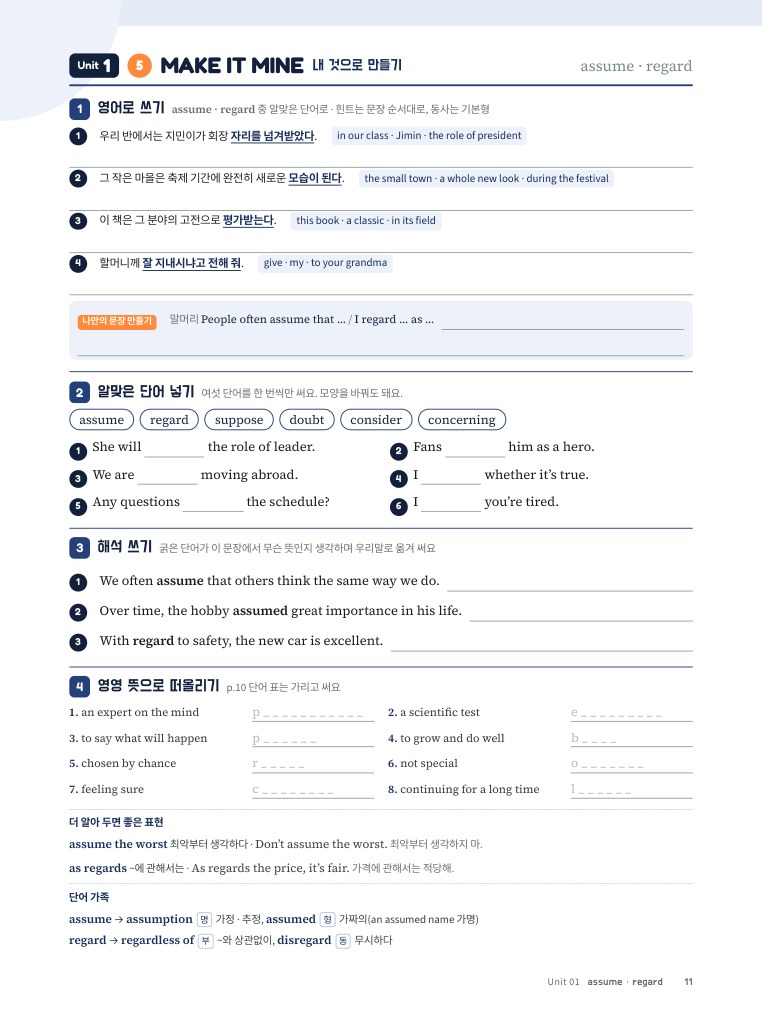 Unit 1 5 MAKE IT MINE 내 것으로 만들기 assume · regard
1 영어로 쓰기 assume · regard 중 알맞은 단어로 · 힌트는 문장 순서대로, 동사는 기본형
1 우리 반에서는 지민이가 회장 자리를 넘겨받았다. in our class · Jimin · the role of president
2 그 작은 마을은 축제 기간에 완전히 새로운 모습이 된다. the small town · a whole new look · during the festival
3 이 책은 그 분야의 고전으로 평가받는다. this book · a classic · in its field
4 할머니께 잘 지내시냐고 전해 줘. give · my · to your grandma
나만의 문장 만들기 말머리 People often assume that ... / I regard ... as ...
2 알맞은 단어 넣기 여섯 단어를 한 번씩만 써요. 모양을 바꿔도 돼요.
assume regard suppose doubt consider concerning
1 She will ________ the role of leader. 2 Fans ________ him as a hero.
3 We are ________ moving abroad. 4 I ________ whether it's true.
5 Any questions ________ the schedule? 6 I ________ you're tired.
3 해석 쓰기 굵은 단어가 이 문장에서 무슨 뜻인지 생각하며 우리말로 옮겨 써요
1 We often assume that others think the same way we do.
2 Over time, the hobby assumed great importance in his life.
3 With regard to safety, the new car is excellent.
4 영영 뜻으로 떠올리기 p.10 단어 표는 가리고 써요
1. an expert on the mind p _ _ _ _ _ _ _ _ _ _ _ 2. a scientific test e _ _ _ _ _ _ _ _ _
3. to say what will happen p _ _ _ _ _ _ 4. to grow and do well b _ _ _ _
5. chosen by chance r _ _ _ _ _ 6. not special o _ _ _ _ _ _ _
7. feeling sure c _ _ _ _ _ _ _ _ 8. continuing for a long time l _ _ _ _ _ _
더 알아 두면 좋은 표현
assume the worst 최악부터 생각하다 · Don't assume the worst. 최악부터 생각하지 마.
as regards ~에 관해서는 · As regards the price, it's fair. 가격에 관해서는 적당해.
단어 가족
assume → assumption 명 가정 · 추정, assumed 형 가짜의(an assumed name 가명)
regard → regardless of 부 ~와 상관없이, disregard 동 무시하다
Unit 01 assume · regard 11